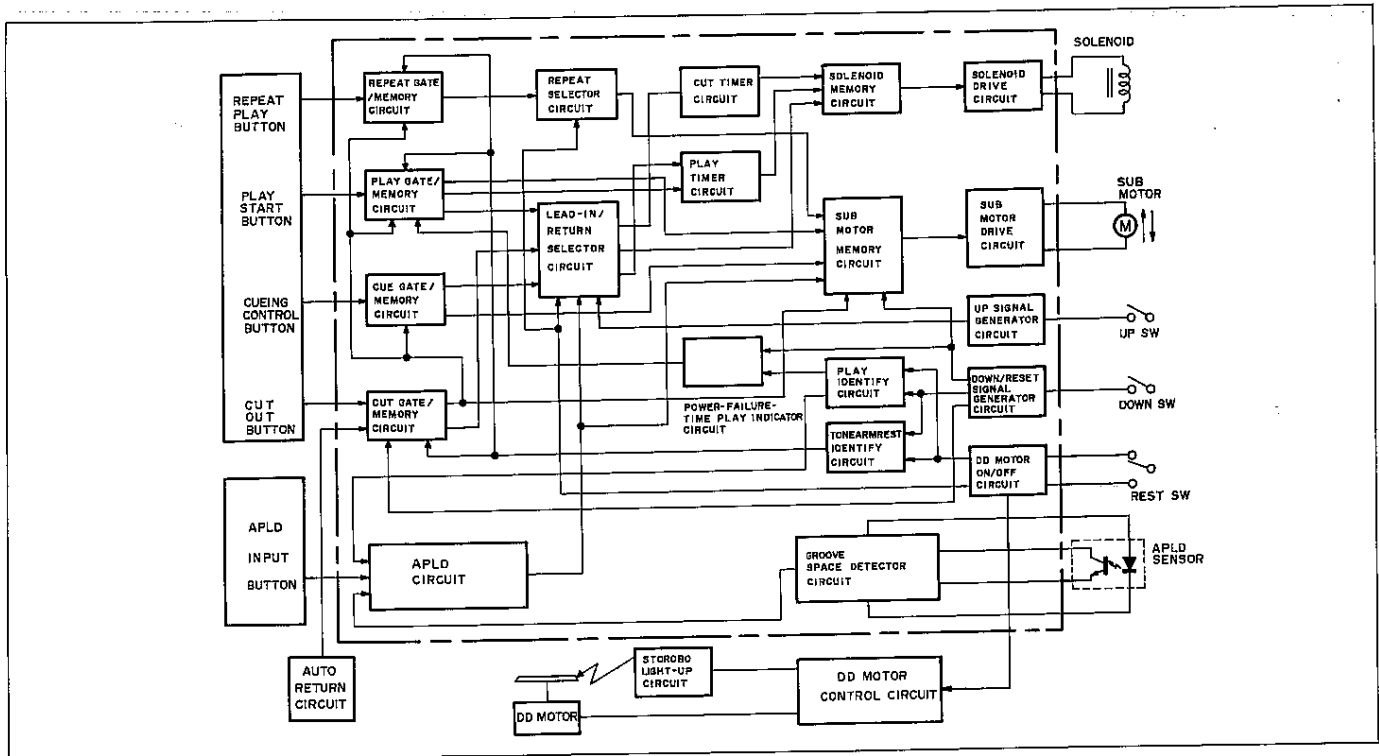 SOLENOID
REPEAT
PLAY
BUTTON
PLAY
START
BUTTON
CUEING
CONTROL
BUTTON
CUT
OUT
BUTTON
APLD
INPUT
BUTTON
REPEAT GATE
/MEMORY
CIRCUIT
REPEAT
SELECTOR
CIRCUIT
CUT TIMER
CIRCUIT
SOLENOID
MEMORY
CIRCUIT
SOLENOID
DRIVE
CIRCUIT
PLAY GATE/
MEMORY
CIRCUIT
PLAY
TIMER
CIRCUIT
LEAD-IN/
RETURN
SELECTOR
CIRCUIT
SUB
MOTOR
MEMORY
CIRCUIT
SUB
MOTOR
DRIVE
CIRCUIT
SUB
MOTOR
M
CUE GATE/
MEMORY
CIRCUIT
UP SIGNAL
GENERATOR
CIRCUIT
UP SW
CUT GATE/
MEMORY
CIRCUIT
POWER-FAILURE-
TIME PLAY INDICATOR
CIRCUIT
PLAY
IDENTIFY
CIRCUIT
DOWN/RESET
SIGNAL
GENERATOR
CIRCUIT
DOWN SW
TONEARMREST
IDENTIFY
CIRCUIT
DD MOTOR
ON/OFF
CIRCUIT
REST SW
APLD
CIRCUIT
GROOVE
SPACE DETECTOR
CIRCUIT
APLD
SENSOR
AUTO
RETURN
CIRCUIT
STOROBO
LIGHT-UP
CIRCUIT
DD MOTOR
DD MOTOR
CONTROL CIRCUIT